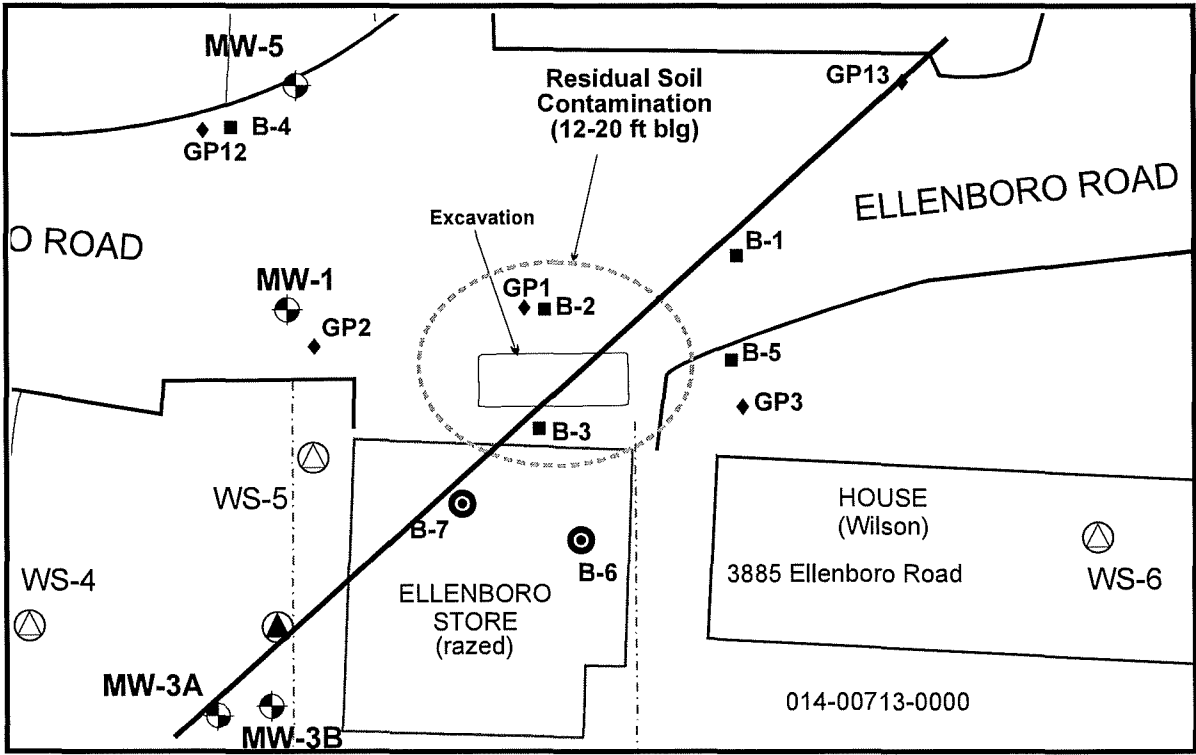 MW-5
Residual Soil
Contamination
(12-20 ft blg)
GP13
B-4
GP12
ELLENBORO ROAD
Excavation
O ROAD
B-1
MW-1
GP1
B-2
GP2
B-5
GP3
B-3
WS-5
HOUSE
(Wilson)
B-7
B-6
3885 Ellenboro Road
WS-4
WS-6
ELLENBORO
STORE
(razed)
MW-3A
014-00713-0000
MW-3B